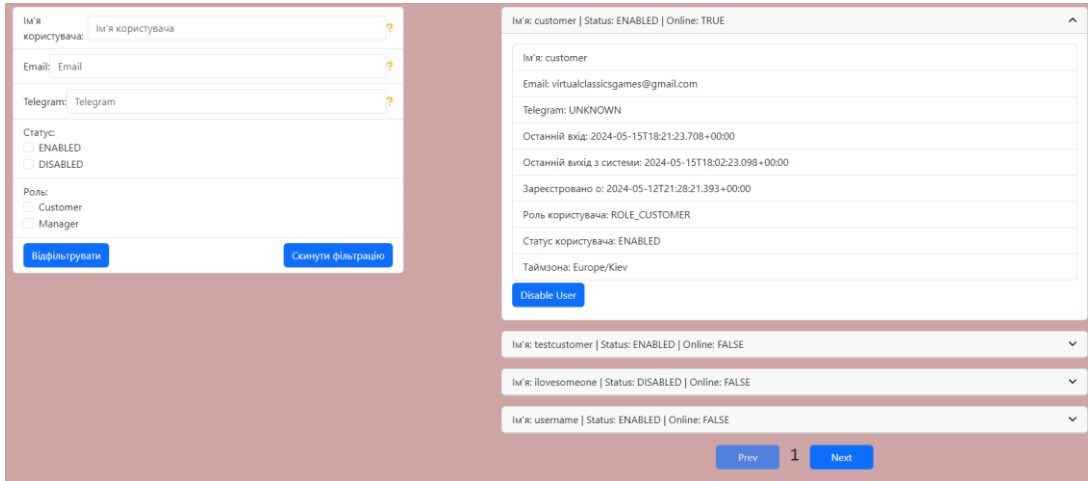 Ім'я
користувача:
Ім'я користувача
?
Email:
Email
?
Telegram:
Telegram
?
Статус:
ENABLED
DISABLED
Роль:
Customer
Manager
Відфільтрувати
Скинути фільтрацію
Ім'я: customer | Status: ENABLED | Online: TRUE
Ім'я: customer
Email: virtualclassicsgames@gmail.com
Telegram: UNKNOWN
Останній вхід: 2024-05-15T18:21:23.708+00:00
Останній вихід з системи: 2024-05-15T18:02:23.098+00:00
Зареєстровано о: 2024-05-12T21:28:21.393+00:00
Роль користувача: ROLE_CUSTOMER
Статус користувача: ENABLED
Таймзона: Europe/Kiev
Disable User
Ім'я: testcustomer | Status: ENABLED | Online: FALSE
Ім'я: ilovesomeone | Status: DISABLED | Online: FALSE
Ім'я: username | Status: ENABLED | Online: FALSE
Prev 1 Next